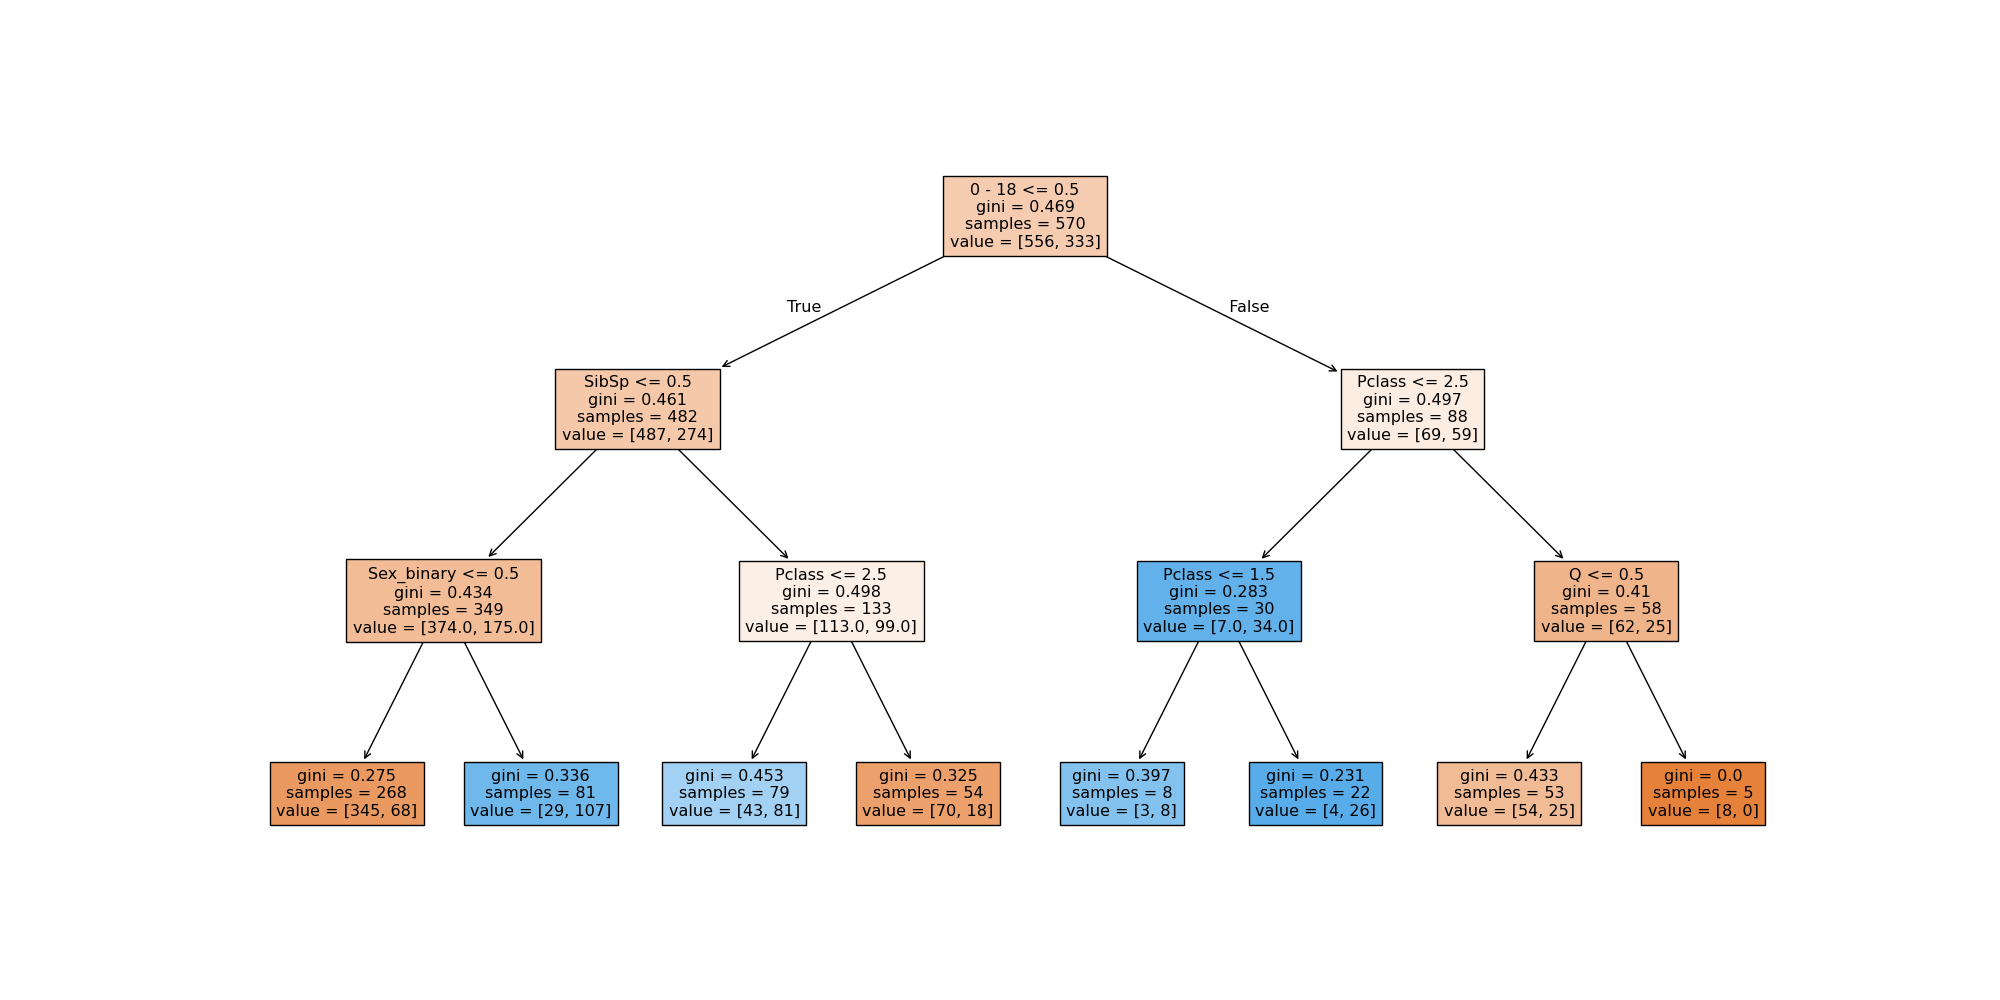 0 - 18 <= 0.5
gini = 0.469
samples = 570
value = [556, 333]
True
False
SibSp <= 0.5
gini = 0.461
samples = 482
value = [487, 274]
Pclass <= 2.5
gini = 0.497
samples = 88
value = [69, 59]
Sex_binary <= 0.5
gini = 0.434
samples = 349
value = [374.0, 175.0]
Pclass <= 2.5
gini = 0.498
samples = 133
value = [113.0, 99.0]
Pclass <= 1.5
gini = 0.283
samples = 30
value = [7.0, 34.0]
Q <= 0.5
gini = 0.41
samples = 58
value = [62, 25]
gini = 0.275
samples = 268
value = [345, 68]
gini = 0.336
samples = 81
value = [29, 107]
gini = 0.453
samples = 79
value = [43, 81]
gini = 0.325
samples = 54
value = [70, 18]
gini = 0.397
samples = 8
value = [3, 8]
gini = 0.231
samples = 22
value = [4, 26]
gini = 0.433
samples = 53
value = [54, 25]
gini = 0.0
samples = 5
value = [8, 0]